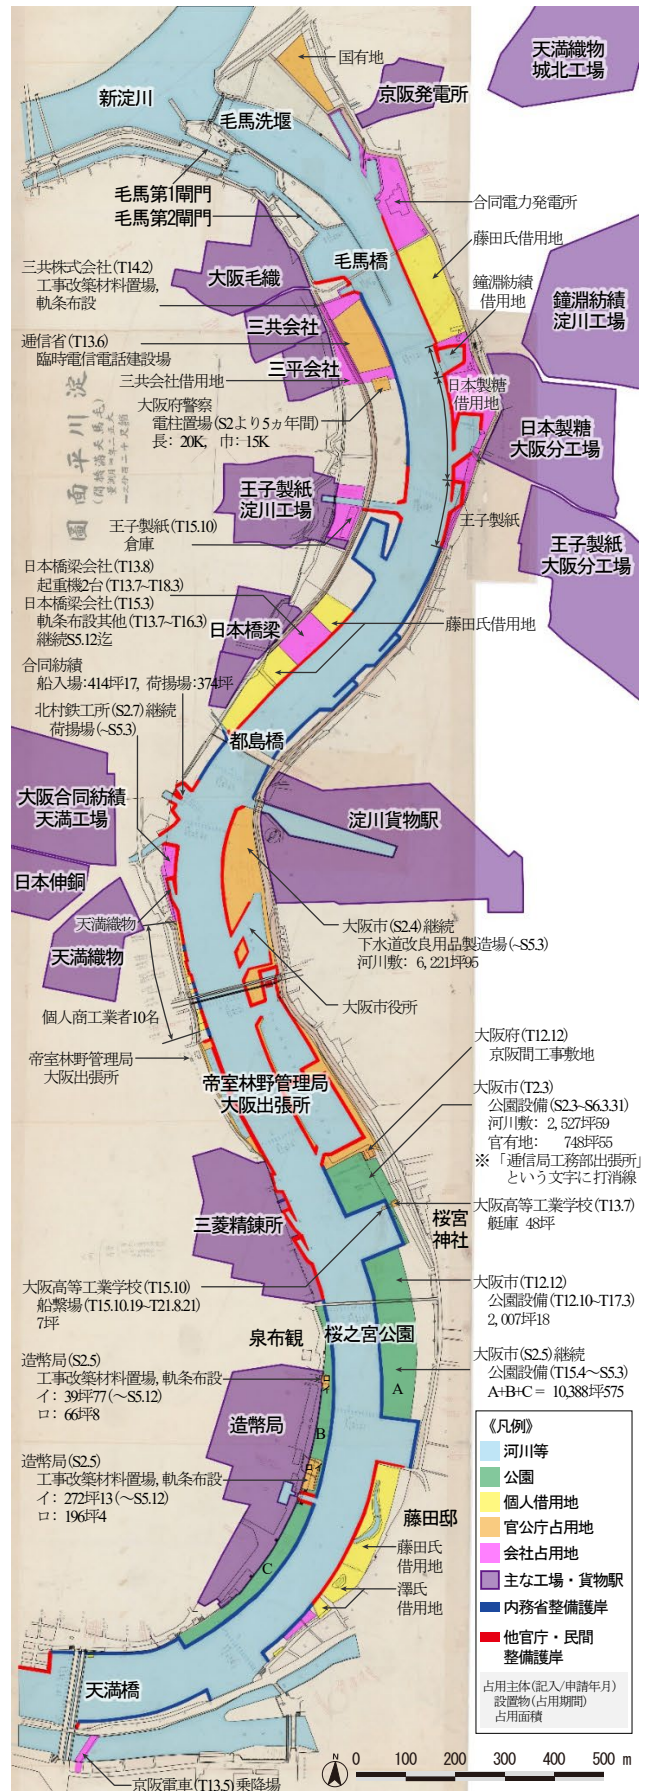 国有地
天満織物
城北工場
新淀川
毛馬洗堰
京阪発電所
毛馬第1閘門
毛馬第2閘門
合同電力発電所
三共株式会社(T14.2)
工事改築材料置場,
軌条布設
大阪毛織
毛馬橋
藤田氏借用地
鐘淵紡績
借用地
鐘淵紡績
淀川工場
三共会社
逓信省(T13.6)
臨時電信電話建設場
三平会社
三共会社借用地
日本製糖
借用地
大阪府警察
電柱置場(S2より5ヵ年間)
長: 20K, 巾: 15K
日本製糖
大阪分工場
淀川平面圖
王子製紙
淀川工場
王子製紙(T15.10)
倉庫
王子製紙
王子製紙
大阪分工場
日本橋梁会社(T13.8)
起重機2台(T13.7~T18.3)
日本橋梁会社(T15.3)
軌条布設其他(T13.7~T16.3)
継続S5.12迄
日本橋梁
藤田氏借用地
合同紡績
船入場:414坪17, 荷揚場:374坪
北村鉄工所(S2.7)継続
荷揚場(~S5.3)
都島橋
大阪合同紡績
天満工場
淀川貨物駅
日本伸銅
天満織物
天満織物
大阪市(S2.4)継続
下水道改良用品製造場(~S5.3)
河川敷: 6,221坪95
大阪市役所
個人商工業者10名
帝室林野管理局
大阪出張所
帝室林野管理局
大阪出張所
大阪府(T12.12)
京阪間工事敷地
大阪市(T2.3)
公園設備(S2.3~S6.3.31)
河川敷: 2,527坪59
官有地: 748坪55
※「逓信局工務部出張所」
という文字に打消線
三菱精錬所
桜宮
神社
大阪高等工業学校(T13.7)
艇庫 48坪
大阪高等工業学校(T15.10)
船繋場(T15.10.19~T21.8.21)
7坪
大阪市(T12.12)
公園設備(T12.10~T17.3)
2,007坪18
泉布観
桜之宮公園
造幣局(S2.5)
工事改築材料置場,軌条布設
イ: 39坪77(~S5.12)
ロ: 66坪8
大阪市(S2.5)継続
公園設備(T15.4~S5.3)
A+B+C = 10,388坪575
ロ
イ
A
造幣局
B
造幣局(S2.5)
工事改築材料置場,軌条布設
イ: 272坪13(~S5.12)
ロ: 196坪4
ロイ
藤田邸
藤田氏
借用地
C
澤氏
借用地
天満橋
京阪電車(T13.5)乗降場
《凡例》
河川等
公園
個人借用地
官公庁占用地
会社占用地
主な工場・貨物駅
内務省整備護岸
他官庁・民間
整備護岸
占用主体(記入/申請年月)
設置物(占用期間)
占用面積
N
0 100 200 300 400 500 m